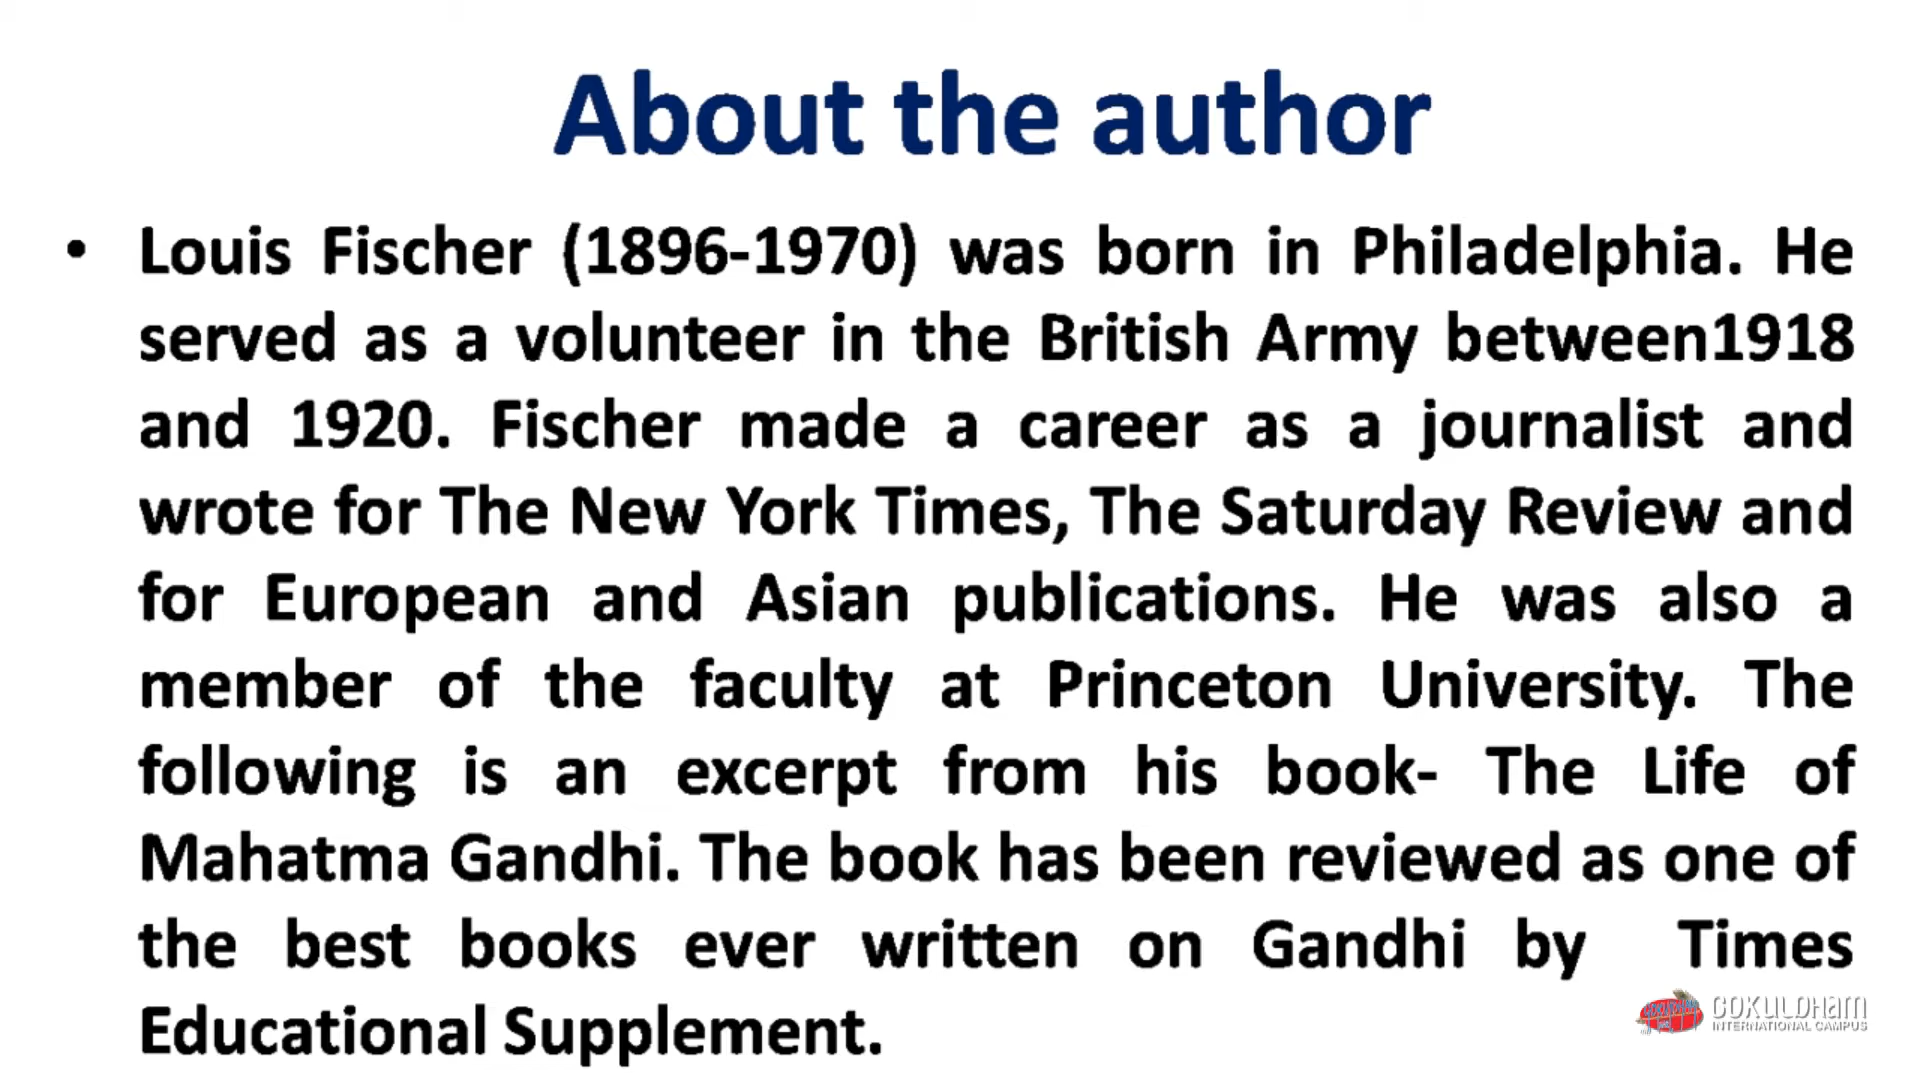 About the author
• Louis Fischer (1896-1970) was born in Philadelphia. He
served as a volunteer in the British Army between1918
and 1920. Fischer made a career as a journalist and
wrote for The New York Times, The Saturday Review and
for European and Asian publications. He was also a
member of the faculty at Princeton University. The
following is an excerpt from his book- The Life of
Mahatma Gandhi. The book has been reviewed as one of
the best books ever written on Gandhi by Times
Educational Supplement.
GOKULDHAM
INTERNATIONAL CAMPUS